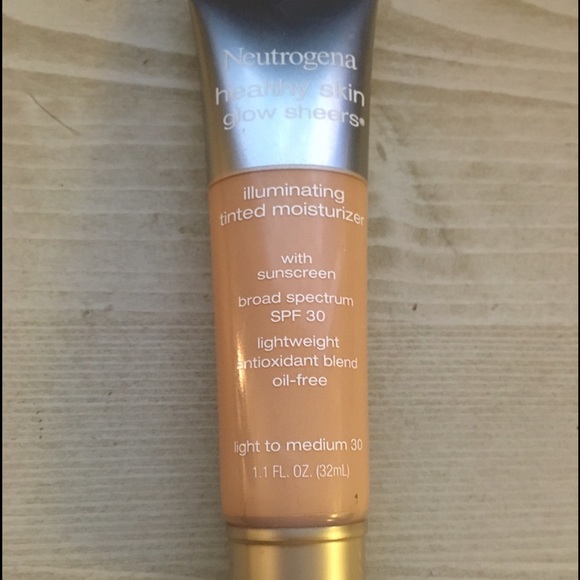 Neutrogena
healthy skin
glow sheers®
illuminating
tinted moisturizer
with
sunscreen
broad spectrum
SPF 30
lightweight
antioxidant blend
oil-free
light to medium 30
1.1 FL. OZ. (32mL)